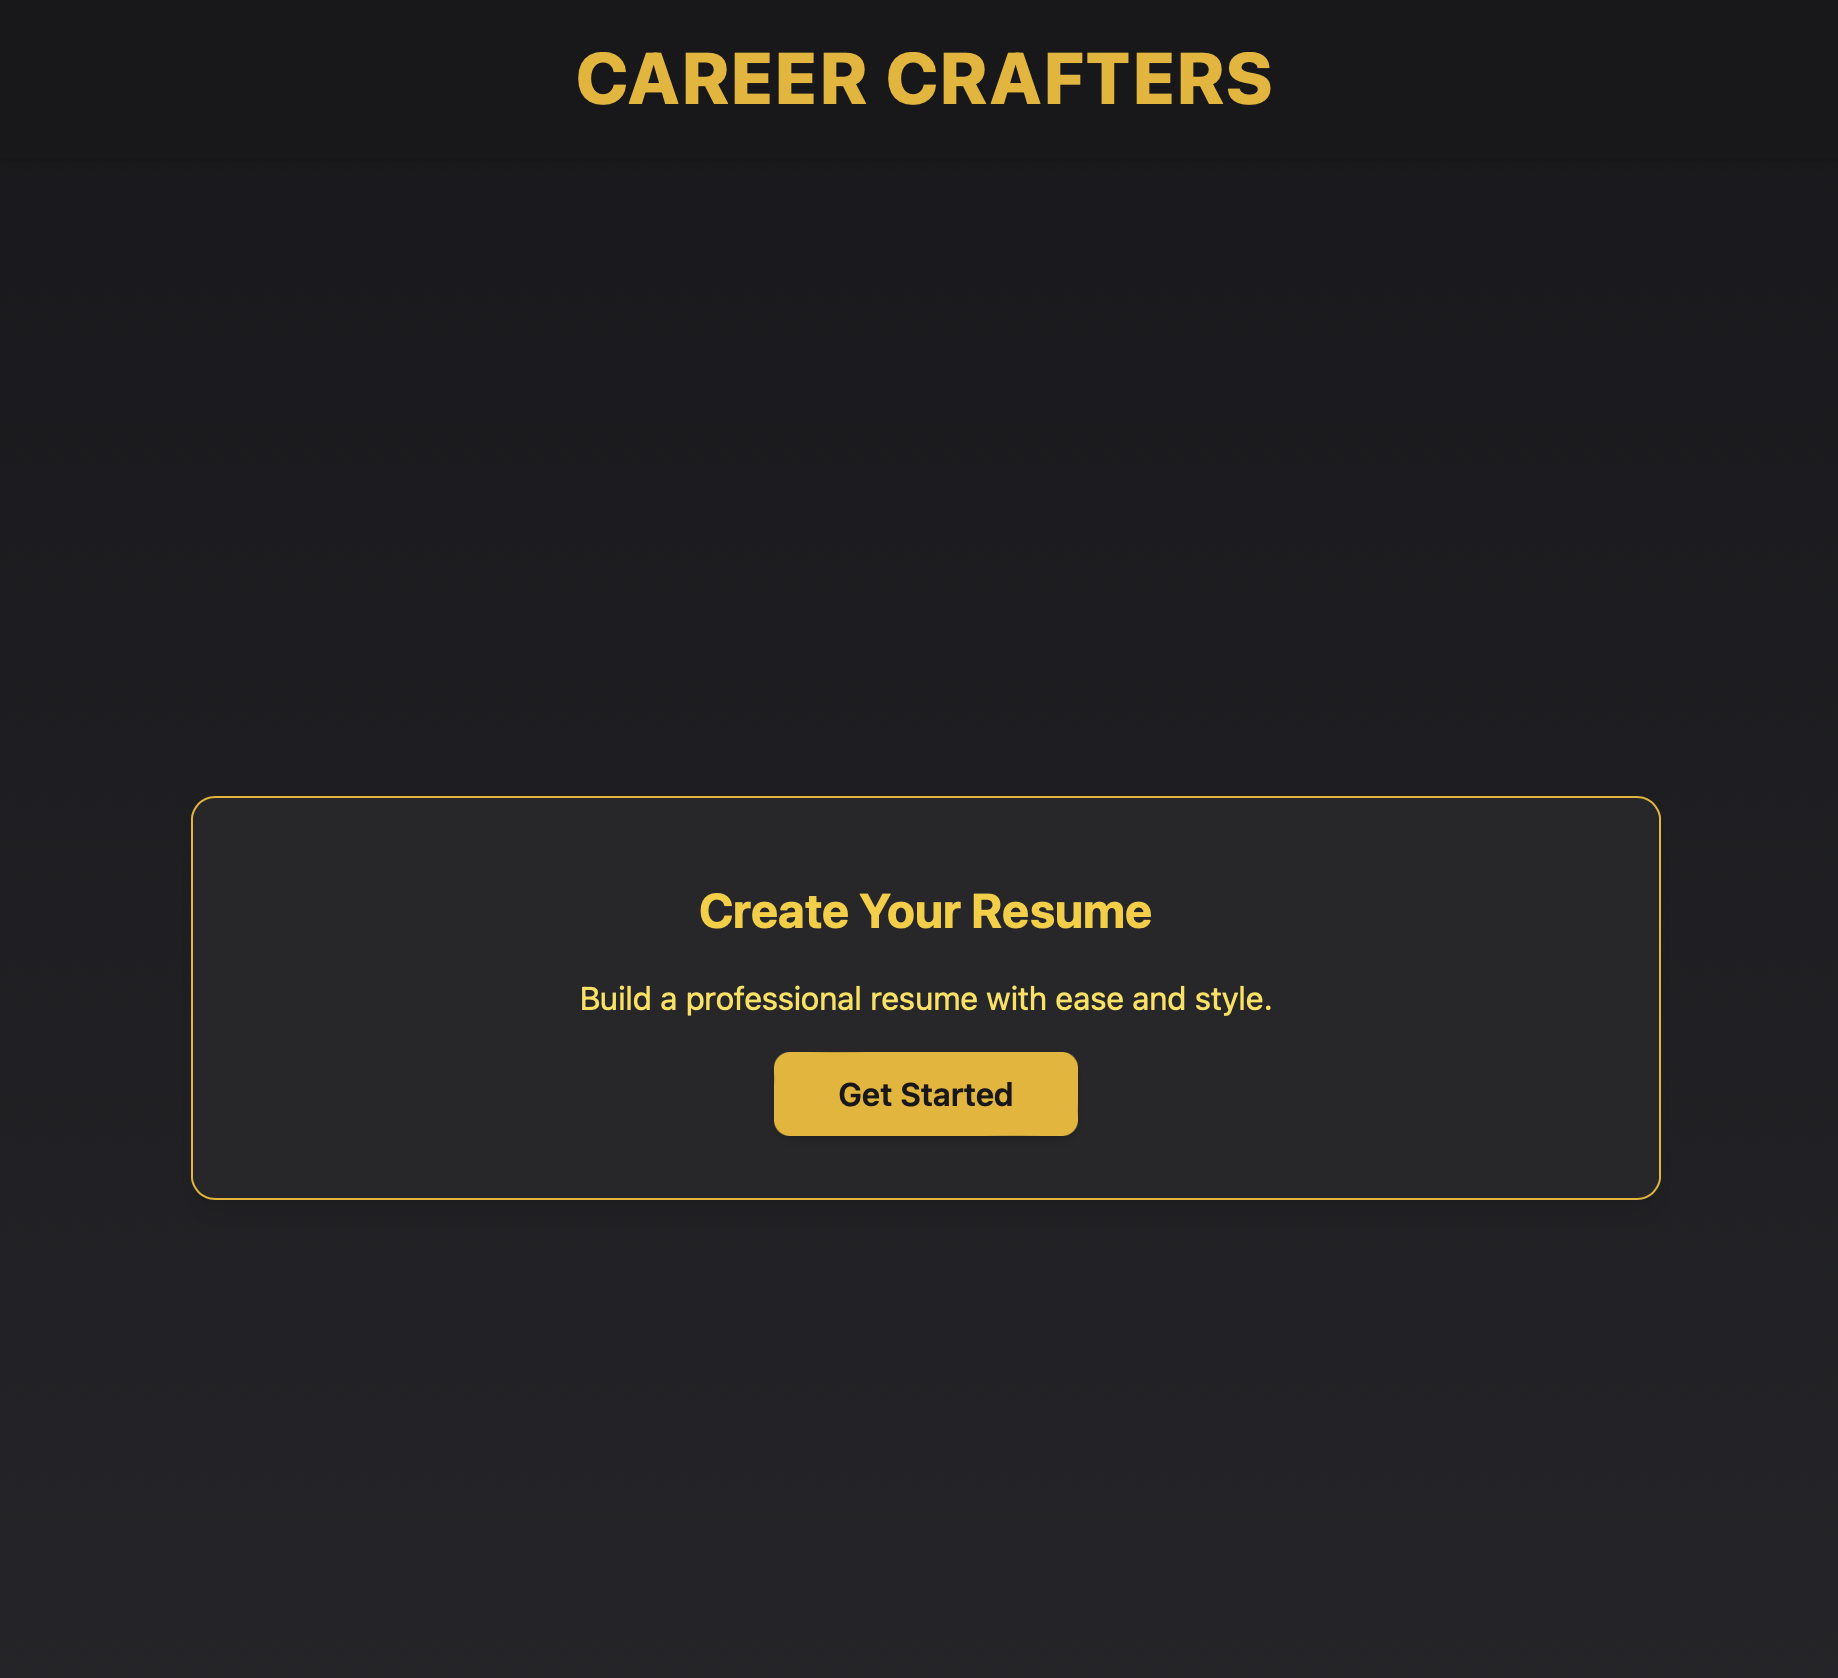 CAREER CRAFTERS
Create Your Resume
Build a professional resume with ease and style.
Get Started